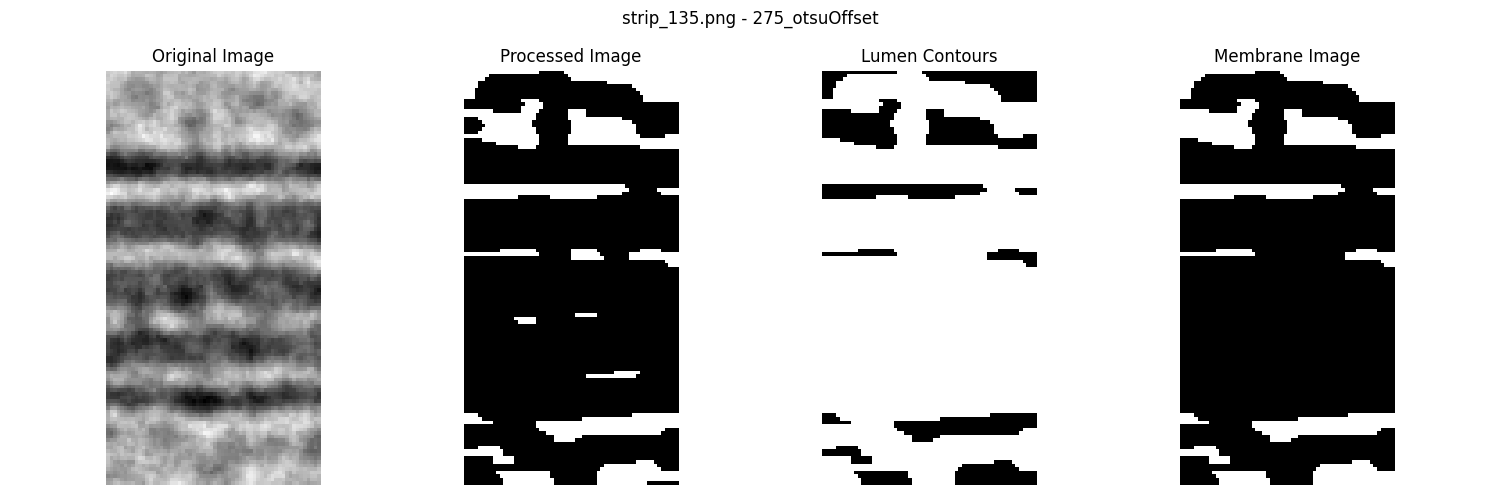 strip_135.png - 275_otsuOffset
Original Image
Processed Image
Lumen Contours
Membrane Image